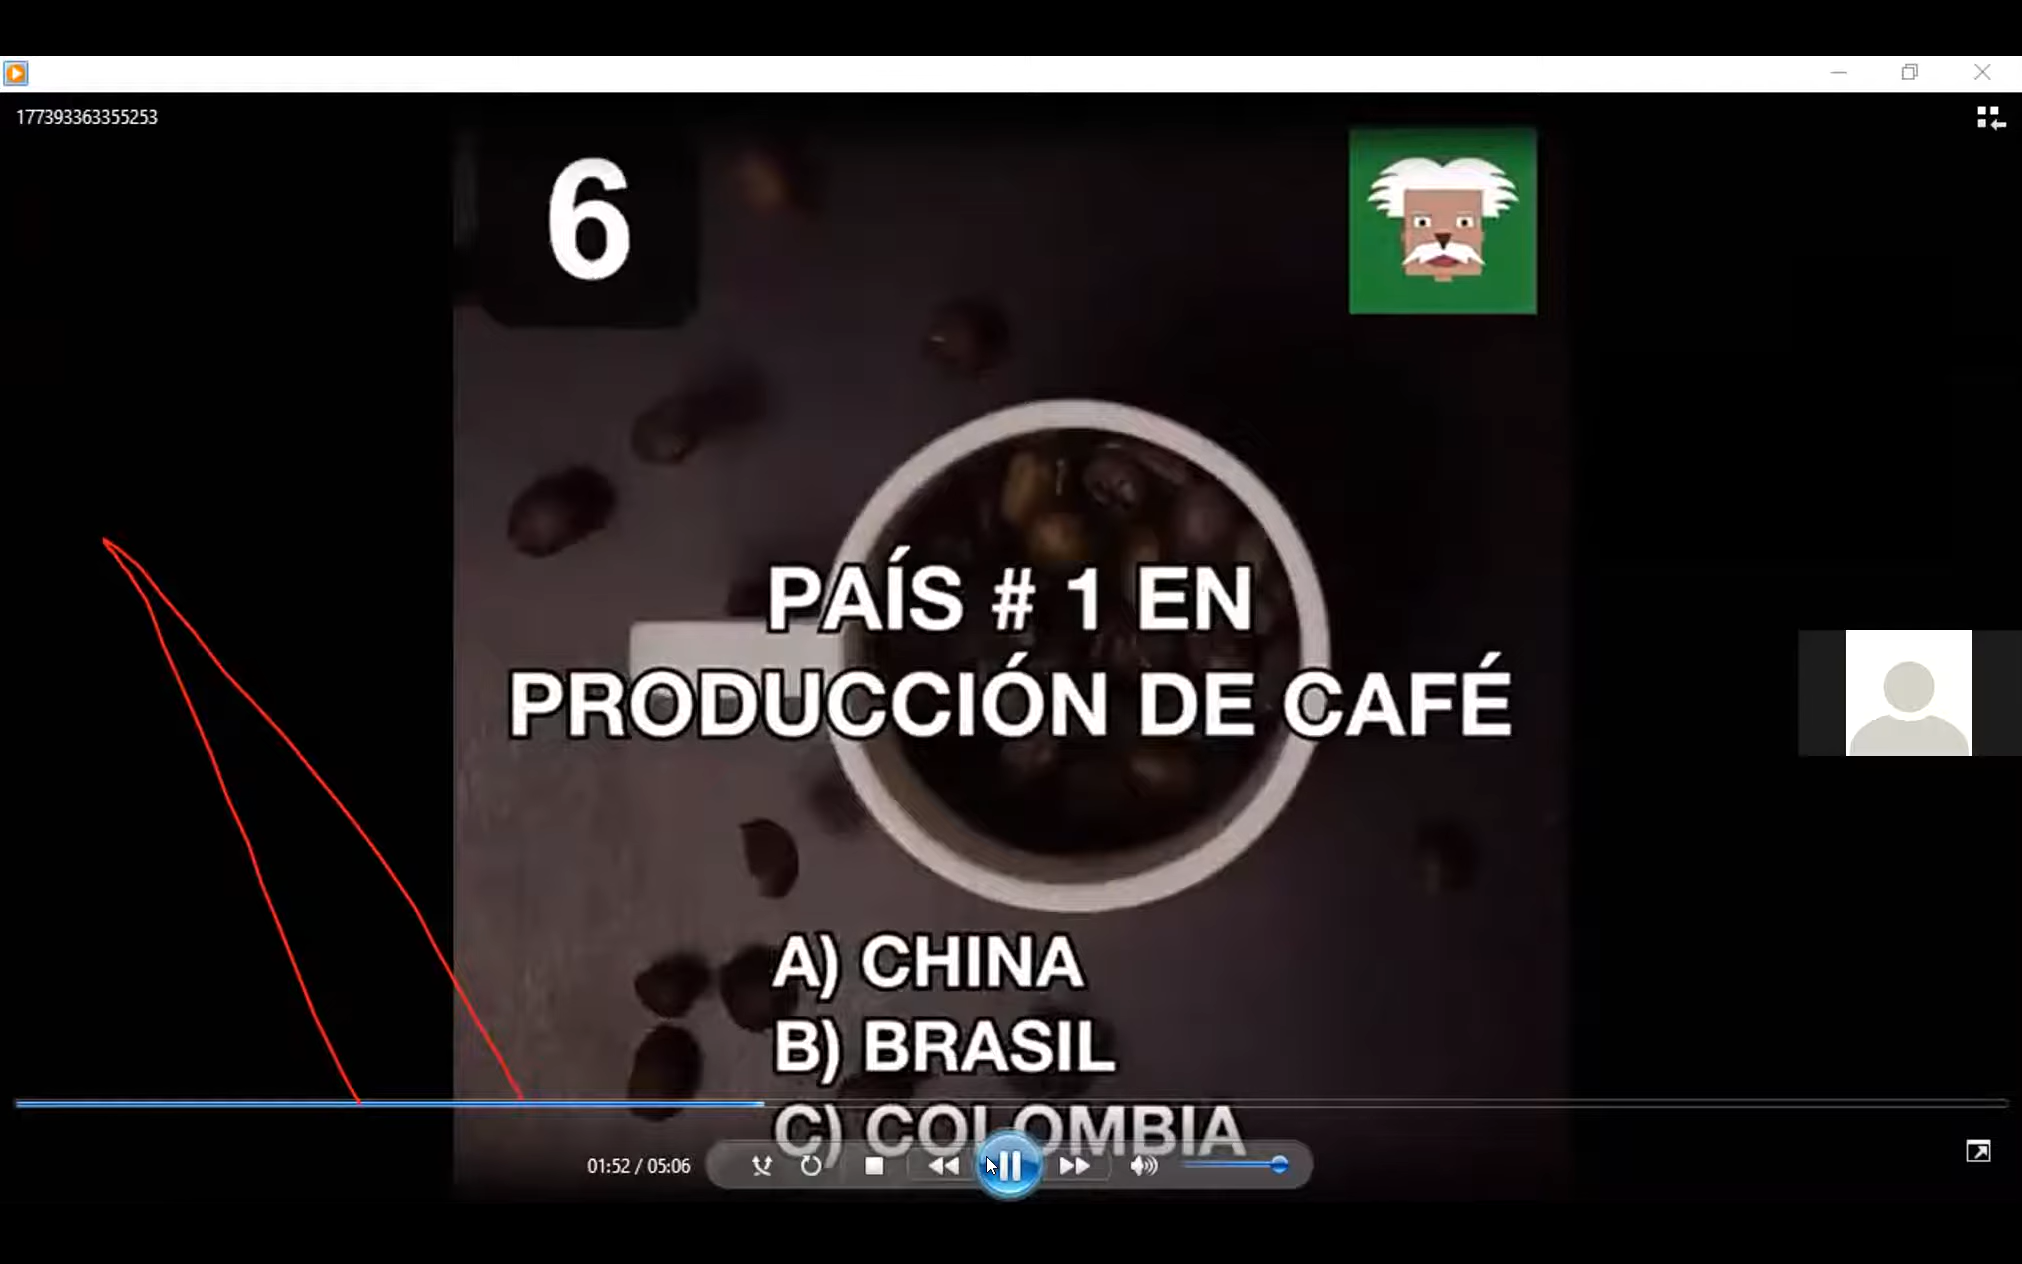 177393363355253
6
PAÍS # 1 EN
PRODUCCIÓN DE CAFÉ
A) CHINA
B) BRASIL
C) COLOMBIA
01:52 / 05:06